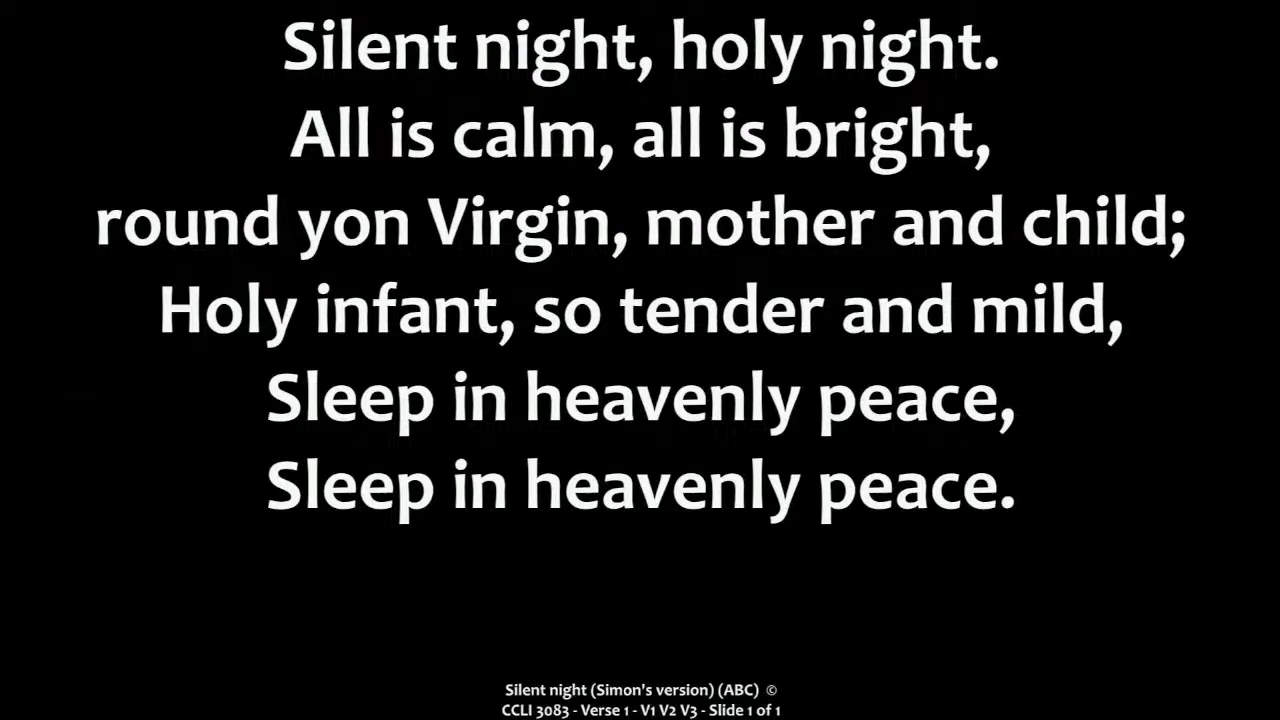 Silent night, holy night.
All is calm, all is bright,
round yon Virgin, mother and child;
Holy infant, so tender and mild,
Sleep in heavenly peace,
Sleep in heavenly peace.
Silent night (Simon's version) (ABC) ©
CCLI 3083 - Verse 1 - V1 V2 V3 - Slide 1 of 1